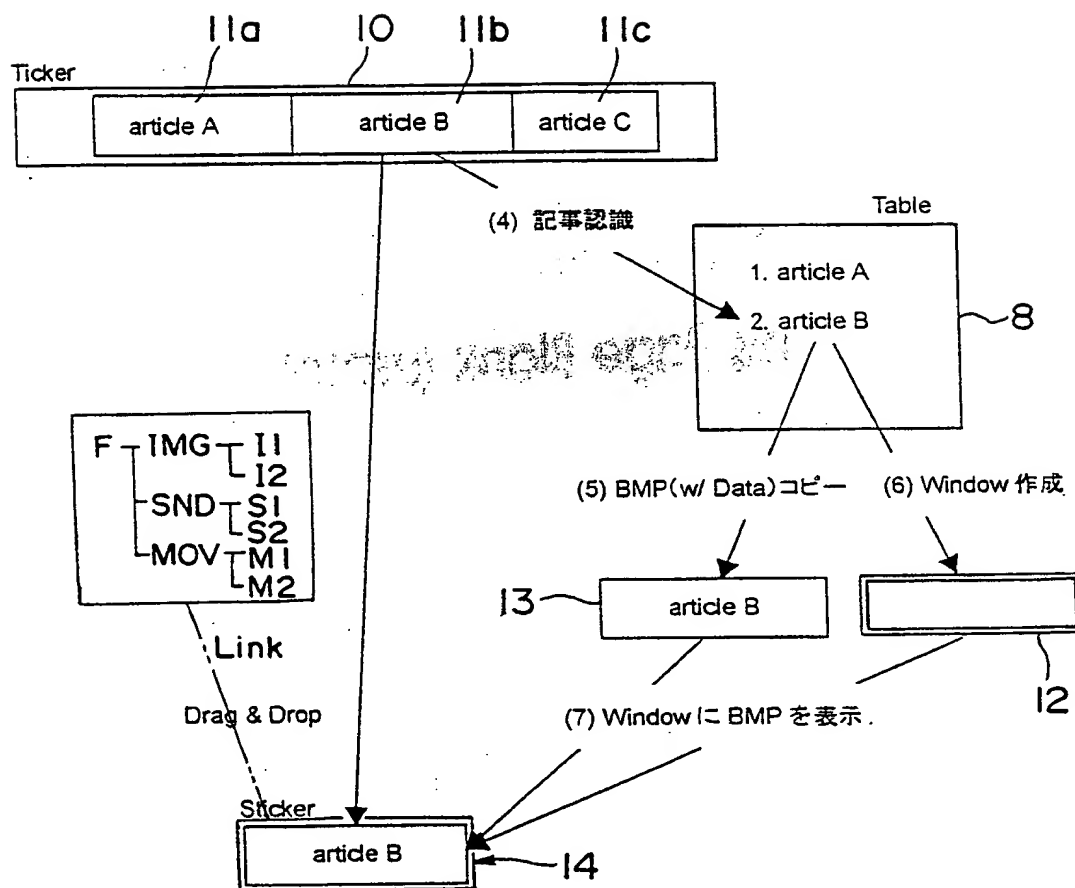 11a 10 11b 11c
Ticker
article A article B article C
(4) 記事認識
Table
1. article A
2. article B
8
F IMG I1
I2
SND S1
S2
MOV M1
M2
(5) BMP(w/ Data)コピー (6) Window 作成
13 article B
12
Link
Drag & Drop
(7) Window に BMP を表示
Sticker
article B
14